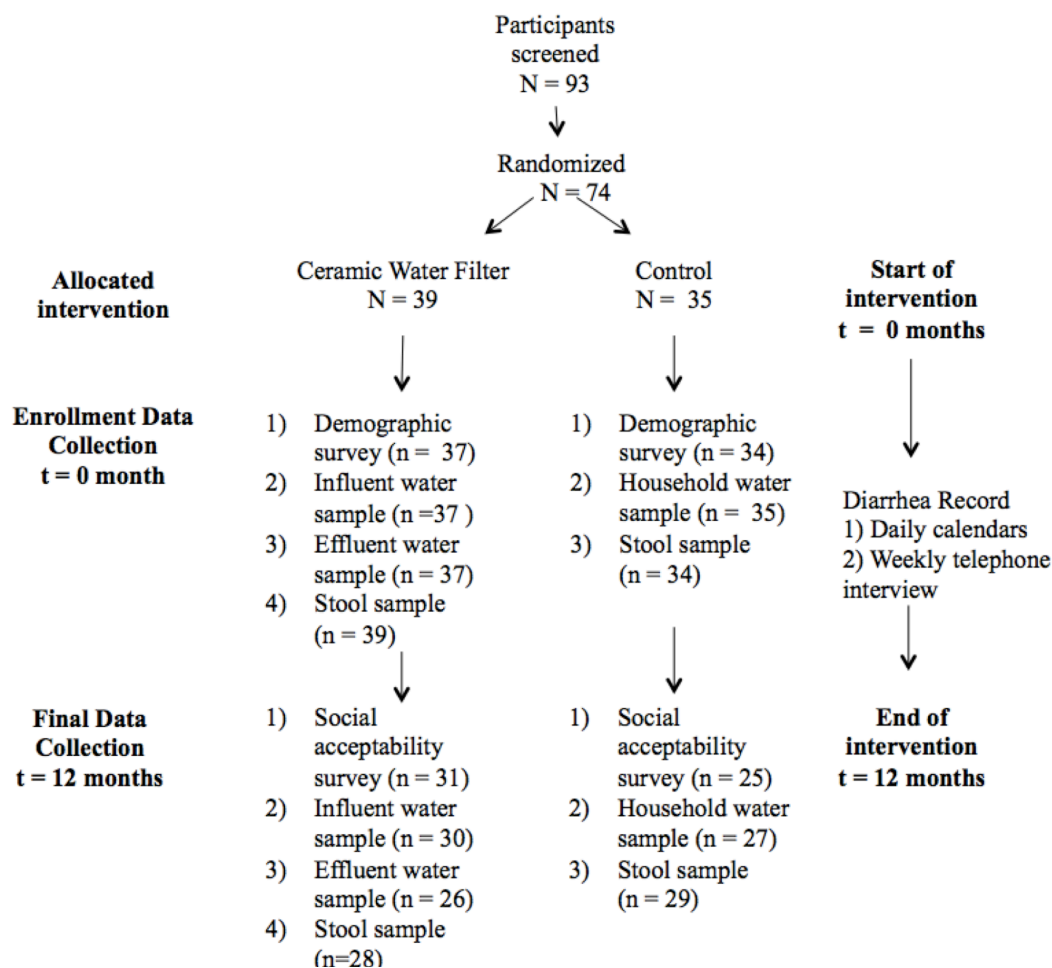 Participants
screened
N = 93
Randomized
N = 74
Allocated
intervention
Ceramic Water Filter
N = 39
Control
N =  35
Start of
intervention
t  =  0 months
Enrollment Data
Collection
t = 0 month
1) Demographic
survey (n =  37)
2) Influent water
sample (n =37 )
3) Effluent water
sample (n = 37)
4) Stool sample
(n = 39)
1) Demographic
survey (n = 34)
2) Household water
sample (n =  35)
3) Stool sample
(n = 34)
Diarrhea Record
1) Daily calendars
2) Weekly telephone
interview
Final Data
Collection
t = 12 months
1) Social
acceptability
survey (n = 31)
2) Influent water
sample (n = 30)
3) Effluent water
sample (n = 26)
4) Stool sample
(n=28)
1) Social
acceptability
survey (n = 25)
2) Household water
sample (n = 27)
3) Stool sample
(n = 29)
End of
intervention
t = 12 months